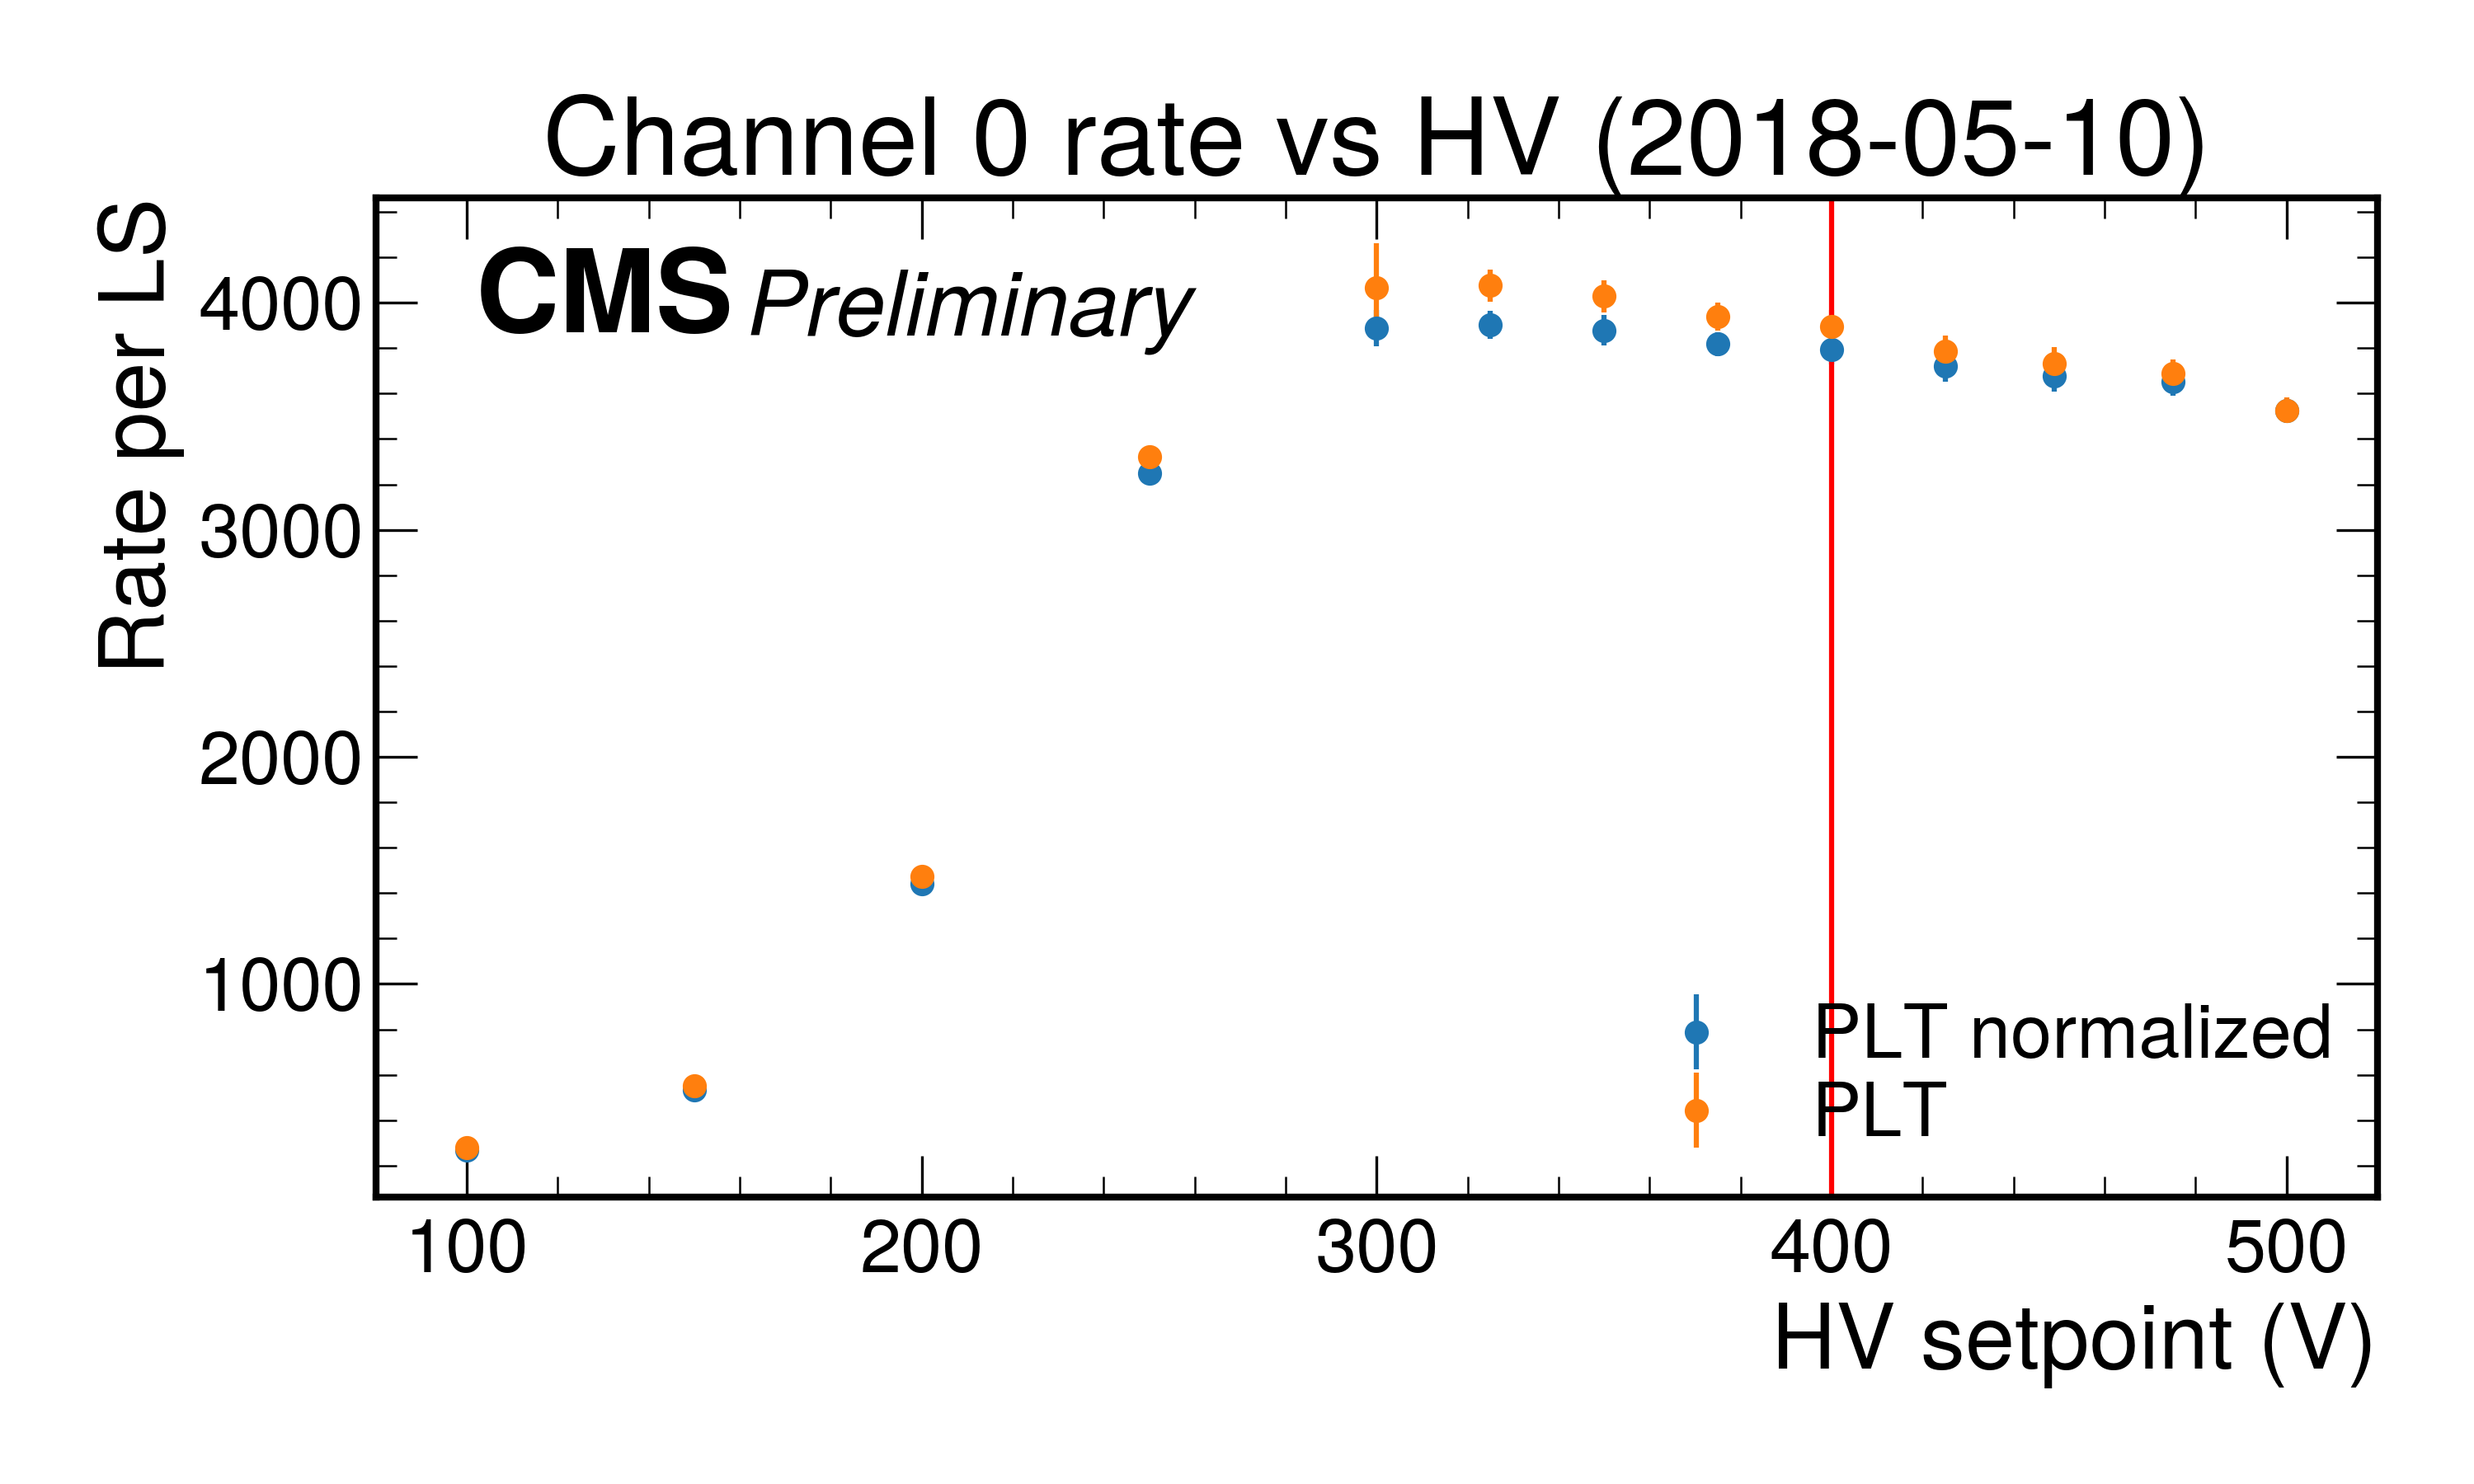 Channel 0 rate vs HV (2018-05-10)
CMS Preliminary
Rate per LS
4000
3000
2000
1000
PLT normalized
PLT
100 200 300 400 500
HV setpoint (V)